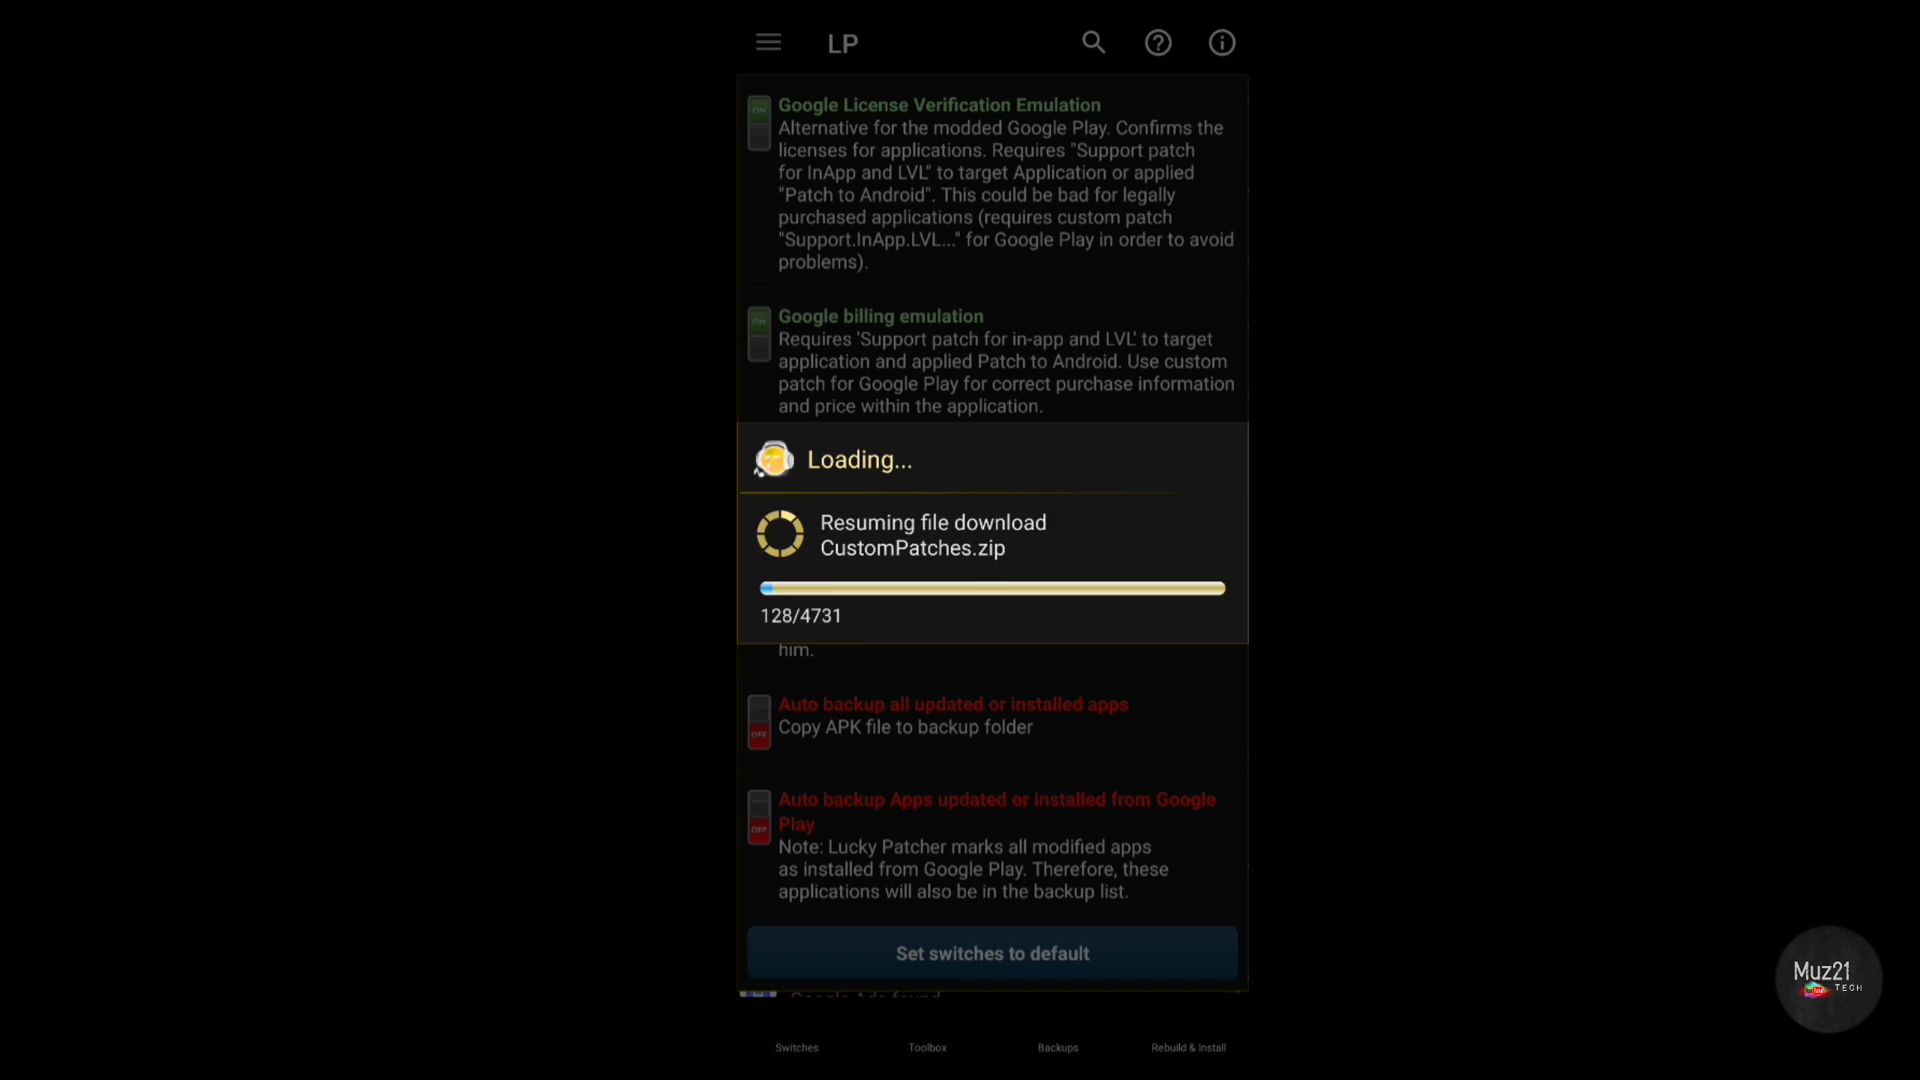 LP
ON
Google License Verification Emulation
Alternative for the modded Google Play. Confirms the
licenses for applications. Requires "Support patch
for InApp and LVL" to target Application or applied
"Patch to Android". This could be bad for legally
purchased applications (requires custom patch
"Support.InApp.LVL..." for Google Play in order to avoid
problems).
ON
Google billing emulation
Requires 'Support patch for in-app and LVL' to target
application and applied Patch to Android. Use custom
patch for Google Play for correct purchase information
and price within the application.
Loading...
Resuming file download
CustomPatches.zip
128/4731
him.
Auto backup all updated or installed apps
Copy APK file to backup folder
OFF
Auto backup Apps updated or installed from Google
Play
OFF
Note: Lucky Patcher marks all modified apps
as installed from Google Play. Therefore, these
applications will also be in the backup list.
Set switches to default
Google Ads found
Switches
Toolbox
Backups
Rebuild & Install
Muz21
TECH